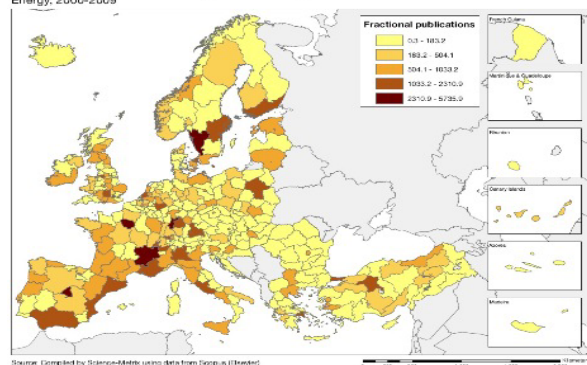 Energy, 2000-2009
Fractional publications
0.3 - 183.2
183.2 - 504.1
504.1 - 1033.2
1033.2 - 2310.9
2310.9 - 5735.9
French Guiana
Martinique & Guadeloupe
Réunion
Canary Islands
Azores
Madeira
Kilometers
Source: Compiled by Science-Metrix using data from Scopus (Elsevier)